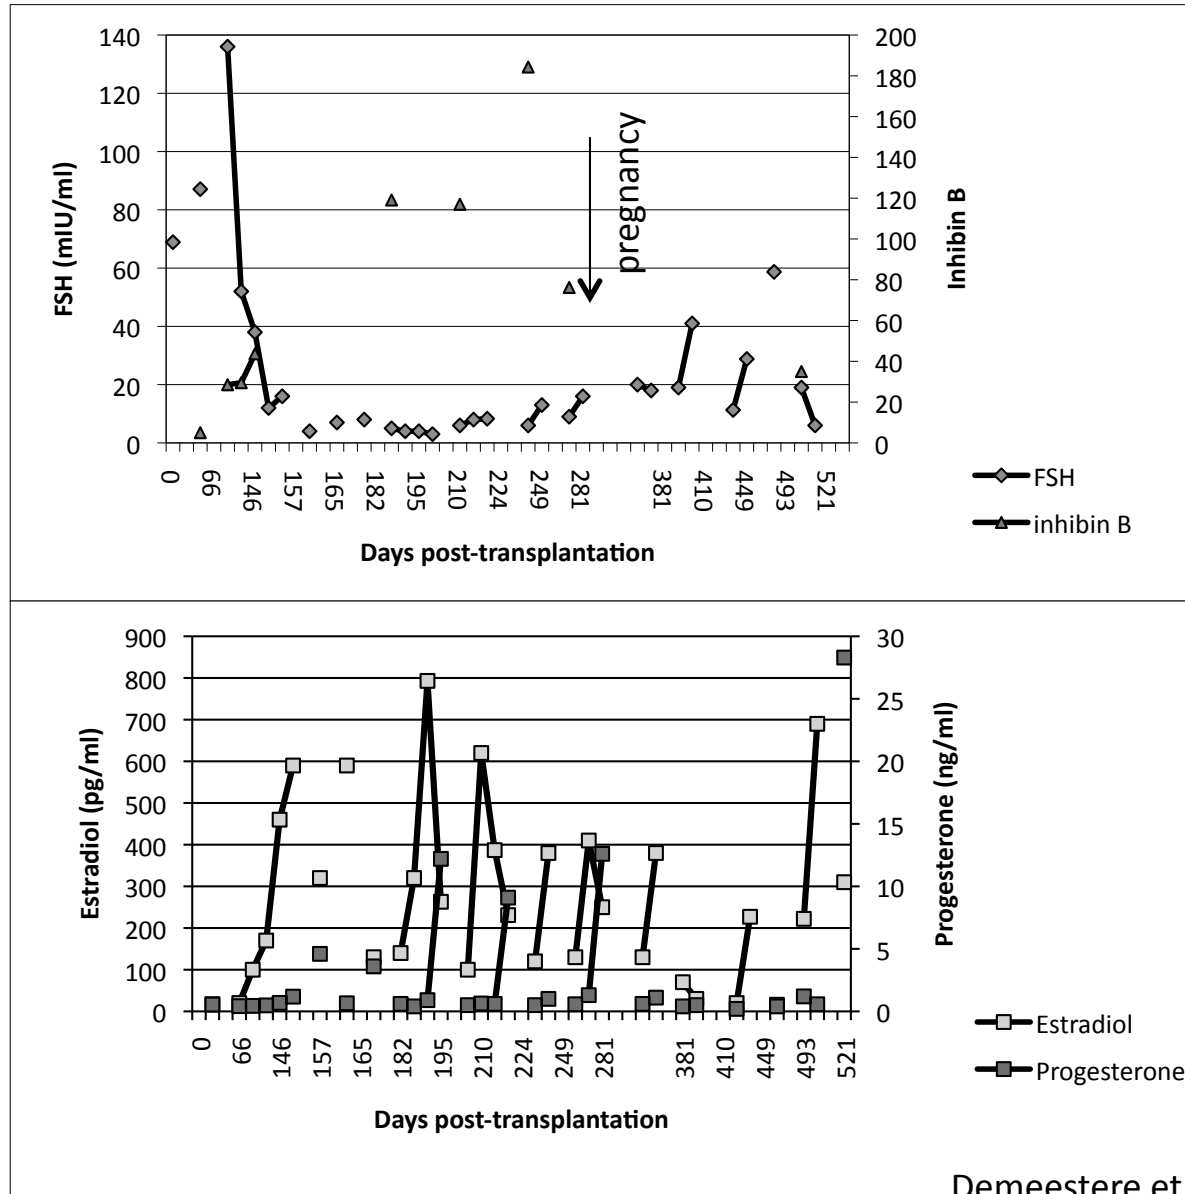 140
120
100
80
60
40
20
0
200
180
160
140
120
100
80
60
40
20
0
FSH (mIU/ml)
Inhibin B
pregnancy
0 66 146 157 165 182 195 210 224 249 281 381 410 449 493 521
Days post-transplantation
FSH
inhibin B
900
800
700
600
500
400
300
200
100
0
30
25
20
15
10
5
0
Estradiol (pg/ml)
Progesterone (ng/ml)
0 66 146 157 165 182 195 210 224 249 281 381 410 449 493 521
Days post-transplantation
Estradiol
Progesterone
Demeestere et